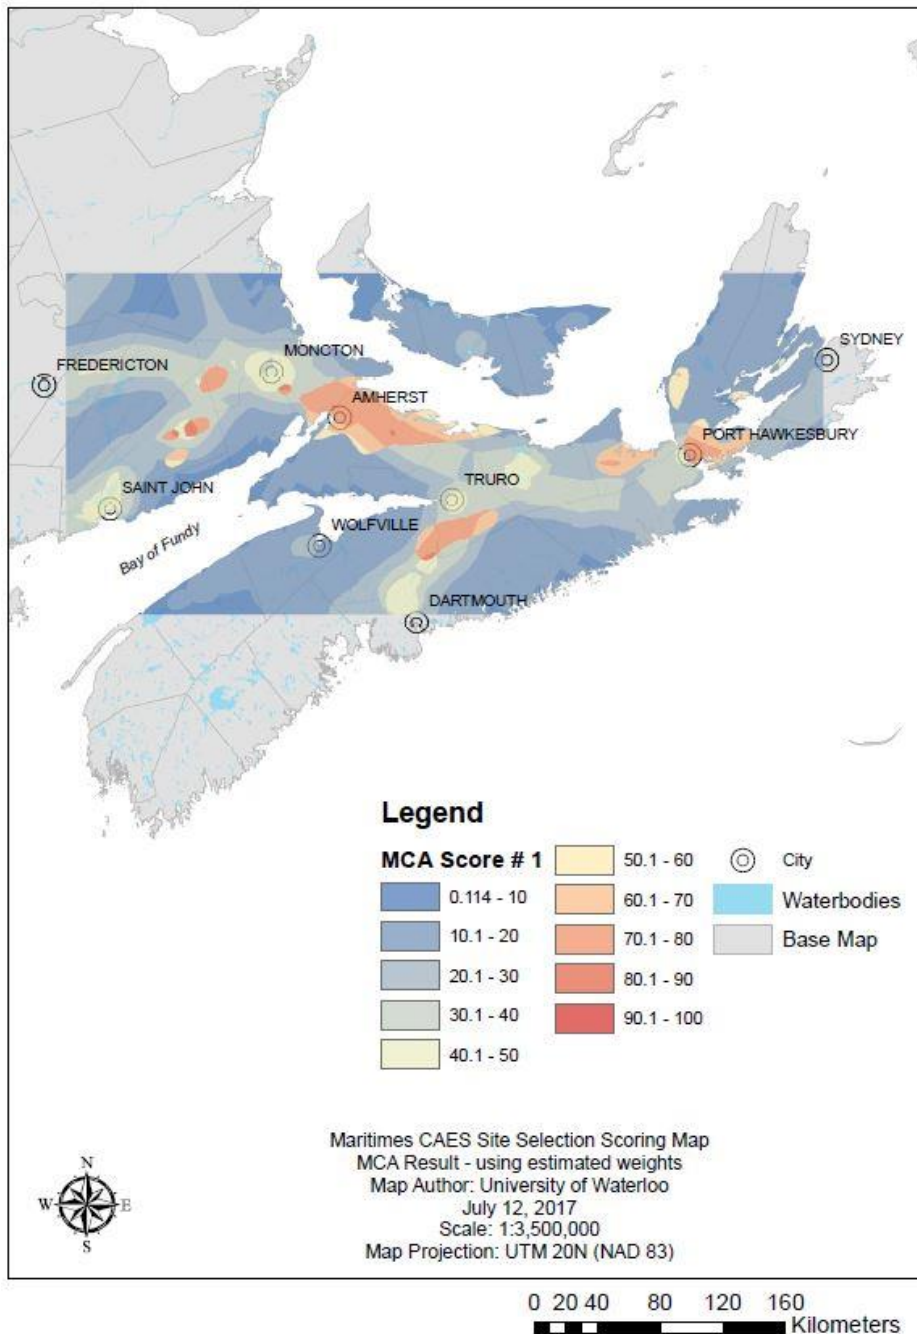 MONCTON
FREDERICTON
SYDNEY
AMHERST
PORT HAWKESBURY
SAINT JOHN
TRURO
WOLFVILLE
Bay of Fundy
DARTMOUTH
Legend
MCA Score # 1
0.114 - 10
10.1 - 20
20.1 - 30
30.1 - 40
40.1 - 50
50.1 - 60
60.1 - 70
70.1 - 80
80.1 - 90
90.1 - 100
City
Waterbodies
Base Map
Maritimes CAES Site Selection Scoring Map
MCA Result - using estimated weights
Map Author: University of Waterloo
July 12, 2017
Scale: 1:3,500,000
Map Projection: UTM 20N (NAD 83)
N
W E
S
0 20 40 80 120 160
Kilometers